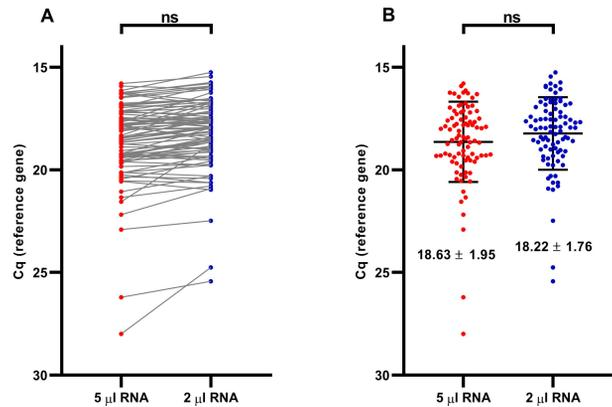 A
ns
15
20
25
30
Cq (reference gene)
5 µl RNA
2 µl RNA
B
ns
15
20
25
30
Cq (reference gene)
18.63 ± 1.95
18.22 ± 1.76
5 µl RNA
2 µl RNA